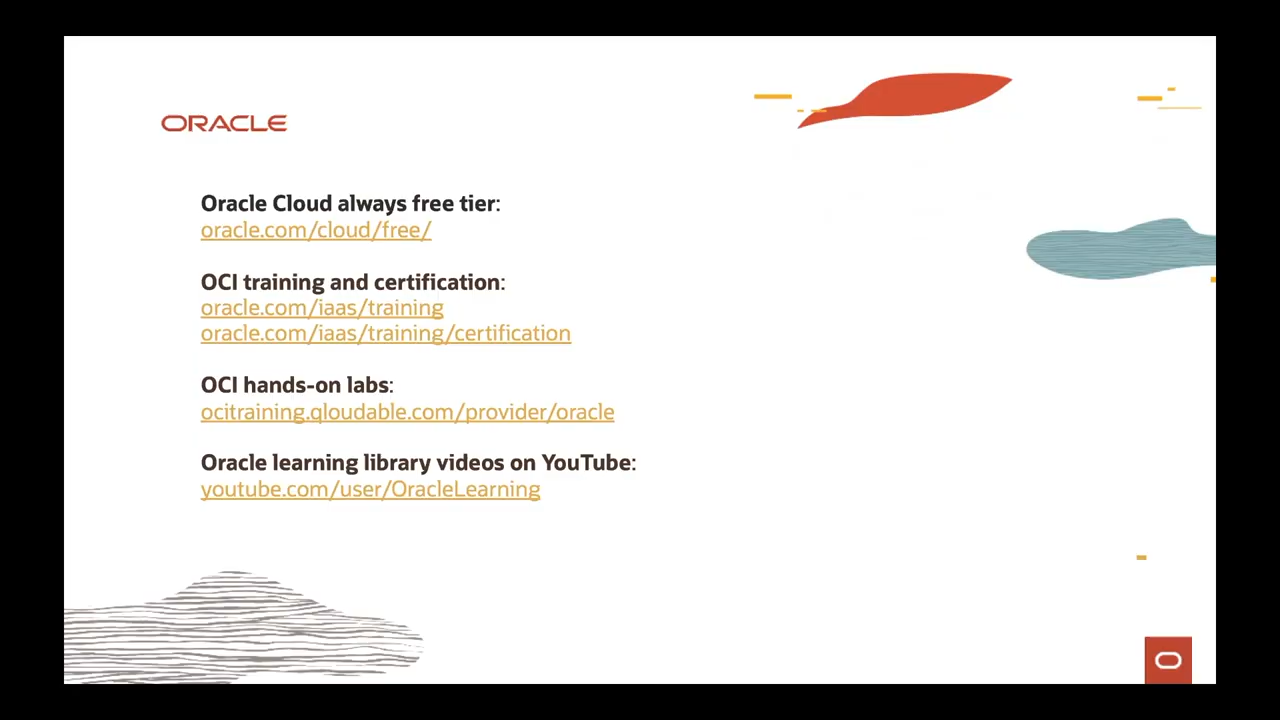 ORACLE
Oracle Cloud always free tier:
oracle.com/cloud/free/
OCI training and certification:
oracle.com/iaas/training
oracle.com/iaas/training/certification
OCI hands-on labs:
ocitraining.qloudable.com/provider/oracle
Oracle learning library videos on YouTube:
youtube.com/user/OracleLearning